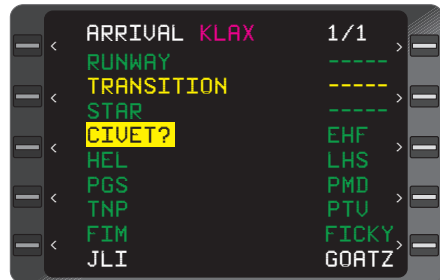 ARRIVAL KLAX 1/1
RUNWAY -----
TRANSITION -----
STAR -----
CIVET? EHF
HEL LHS
PGS PMD
TNP PTV
FIM FICKY
JLI GOATZ